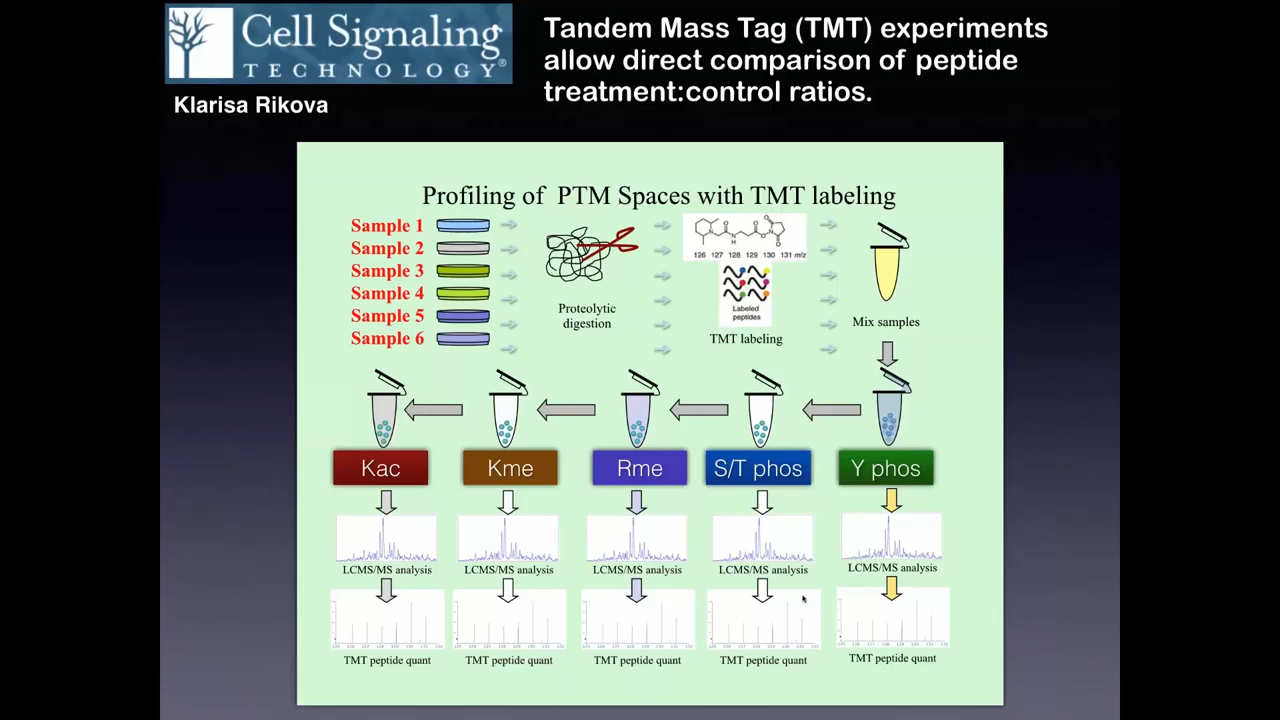 Cell Signaling
TECHNOLOGY®
Klarisa Rikova
Tandem Mass Tag (TMT) experiments
allow direct comparison of peptide
treatment:control ratios.
Profiling of PTM Spaces with TMT labeling
Sample 1
Sample 2
Sample 3
Sample 4
Sample 5
Sample 6
Proteolytic
digestion
126 127 128 129 130 131 m/z
Labeled
peptides
TMT labeling
Mix samples
Kac
Kme
Rme
S/T phos
Y phos
LCMS/MS analysis
LCMS/MS analysis
LCMS/MS analysis
LCMS/MS analysis
LCMS/MS analysis
TMT peptide quant
TMT peptide quant
TMT peptide quant
TMT peptide quant
TMT peptide quant